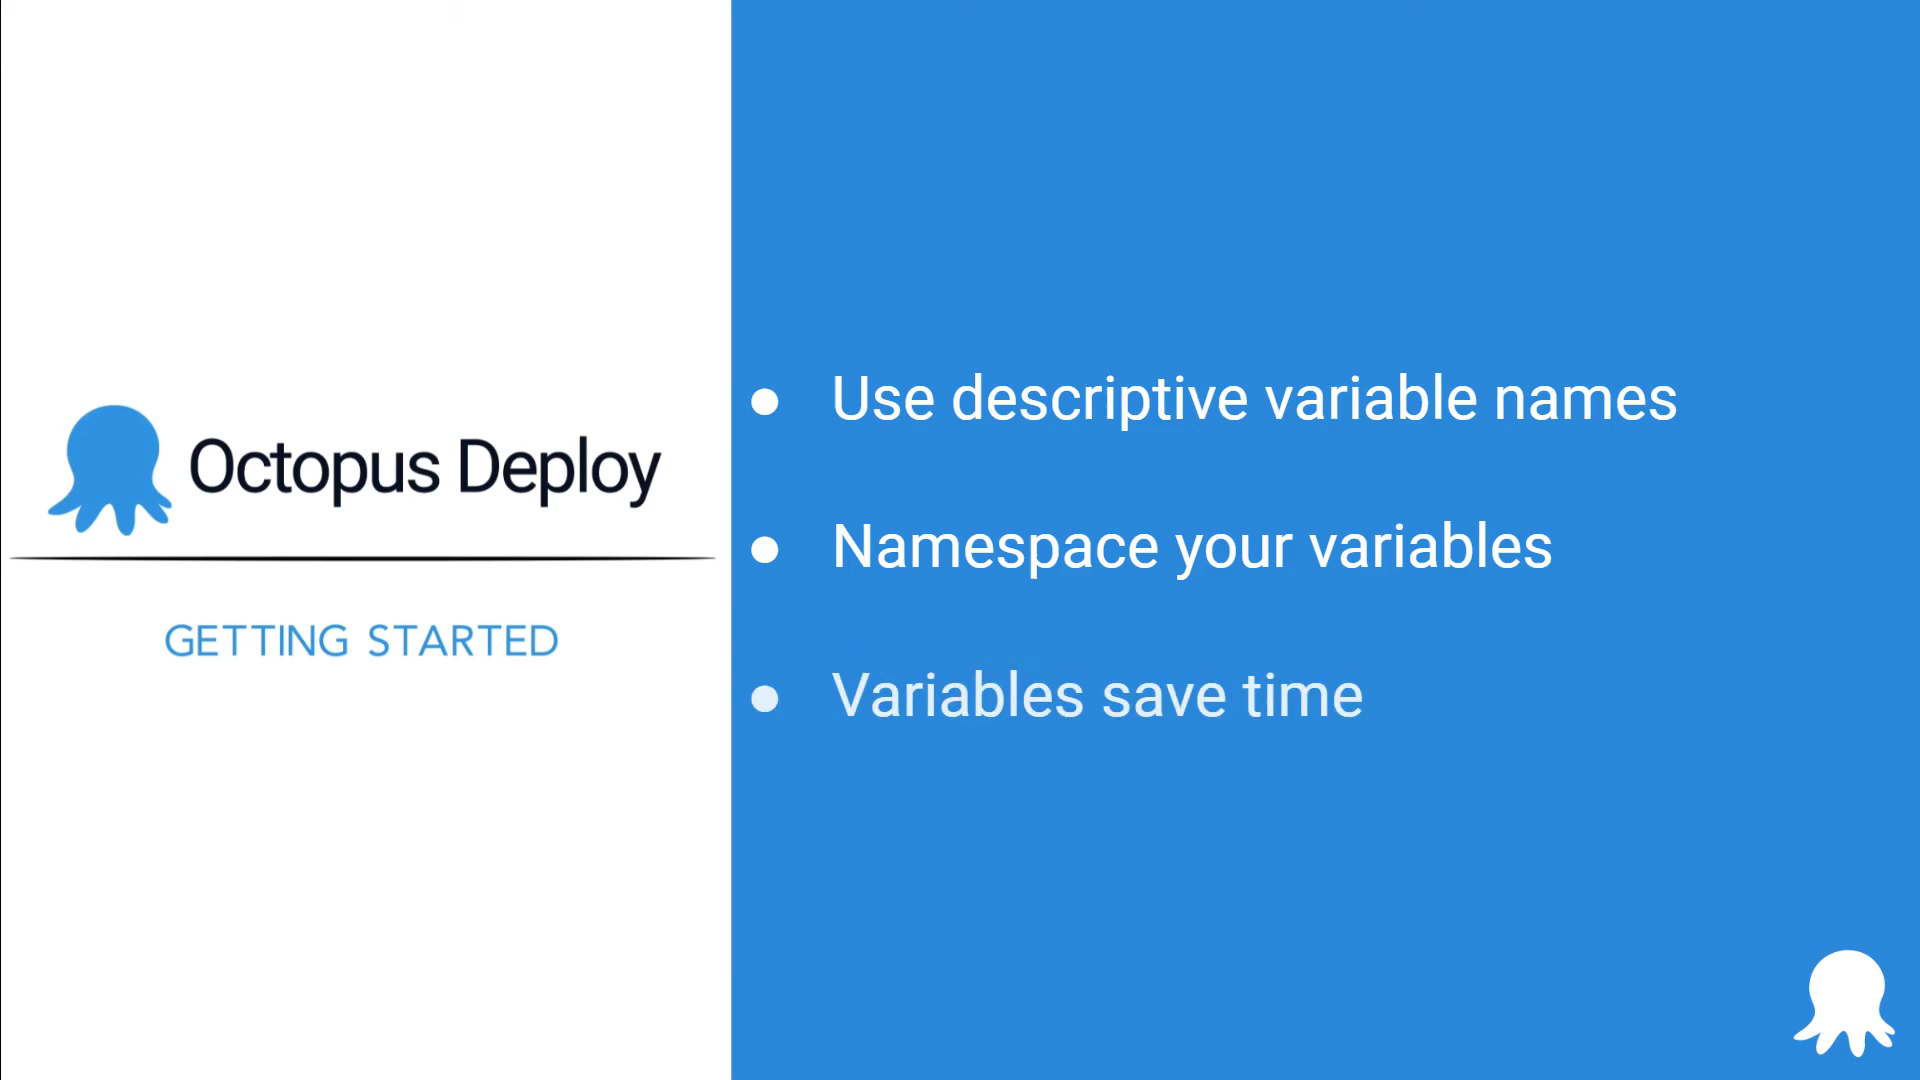 Octopus Deploy
GETTING STARTED
● Use descriptive variable names
● Namespace your variables
● Variables save time